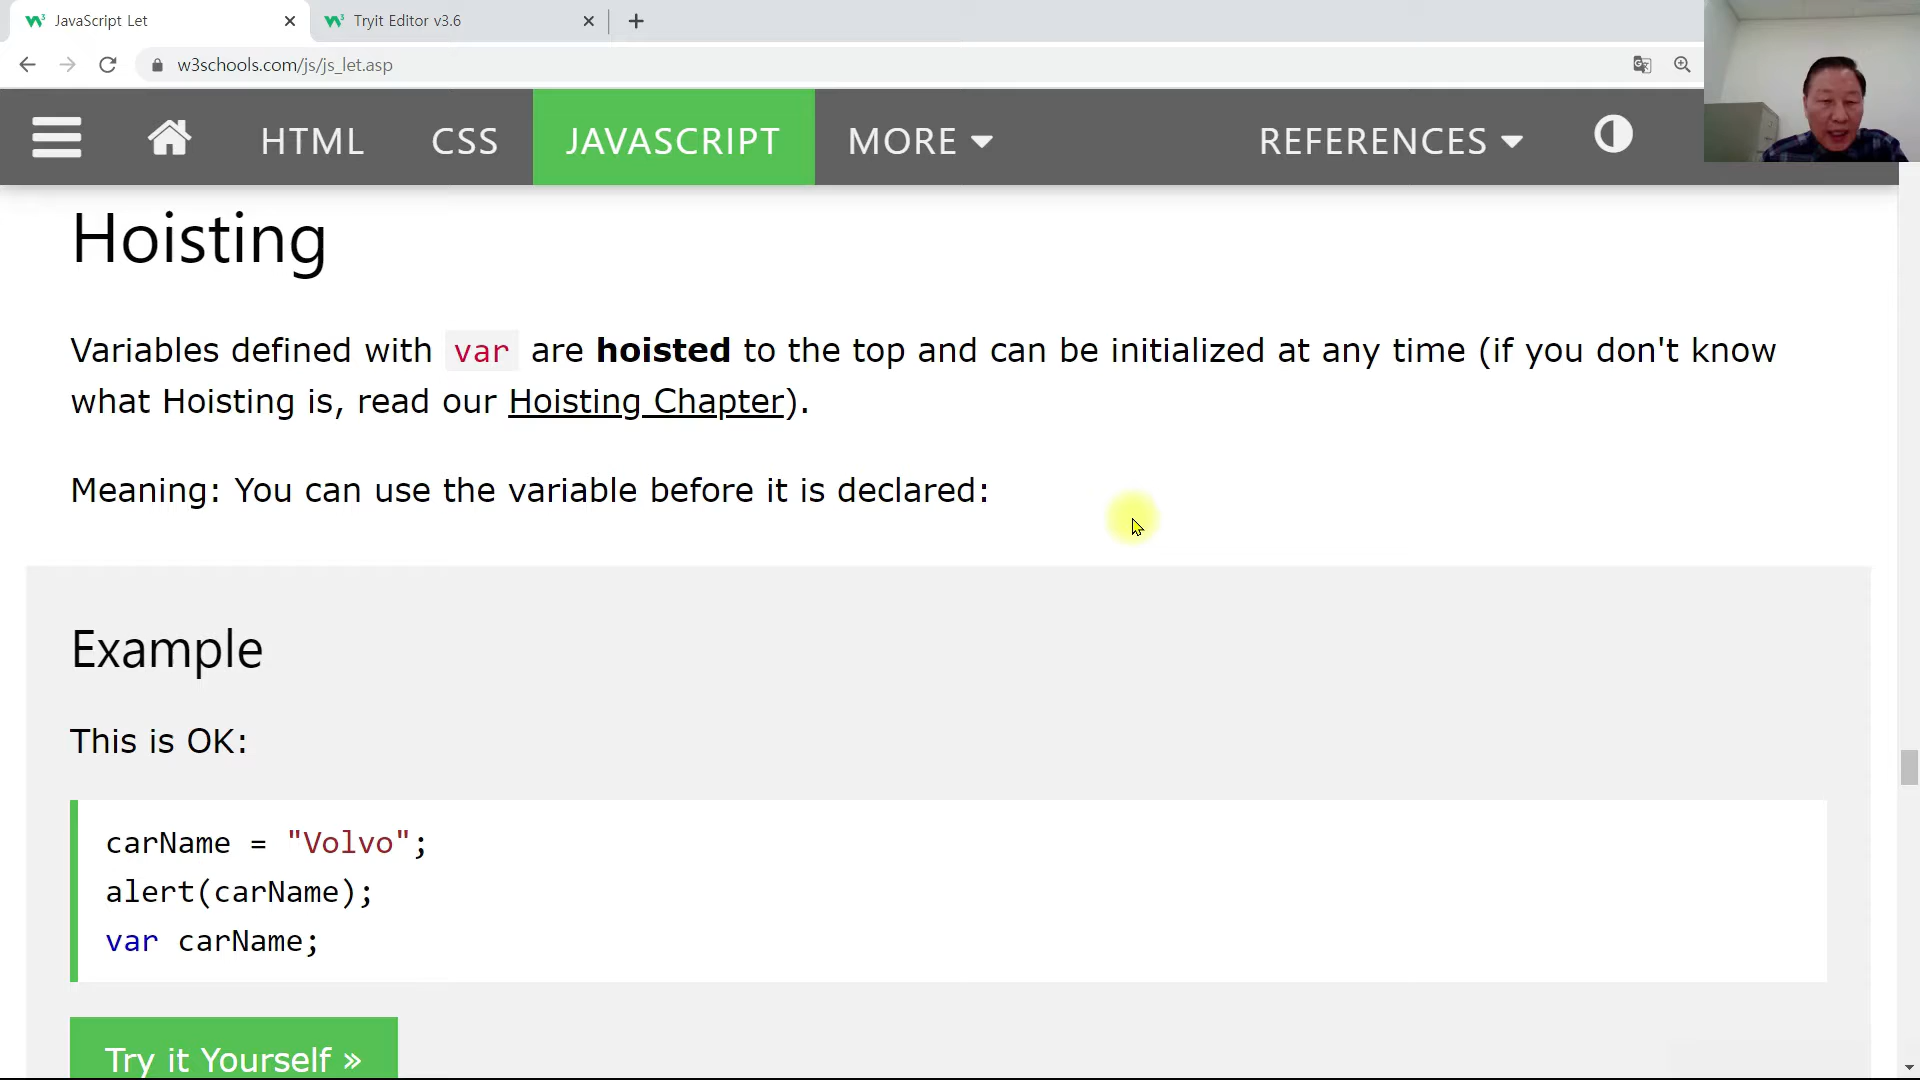 JavaScript Let
Tryit Editor v3.6
w3schools.com/js/js_let.asp
HTML CSS JAVASCRIPT MORE REFERENCES
Hoisting
Variables defined with var are hoisted to the top and can be initialized at any time (if you don't know
what Hoisting is, read our Hoisting Chapter).
Meaning: You can use the variable before it is declared:
Example
This is OK:
carName = "Volvo";
alert(carName);
var carName;
Try it Yourself »